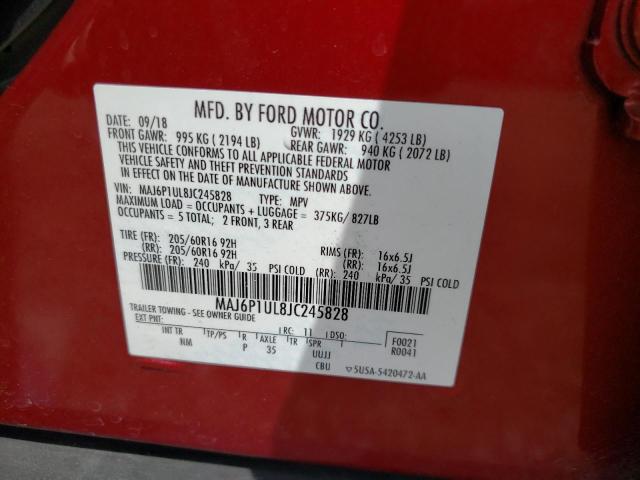 MFD. BY FORD MOTOR CO.
DATE: 09/18 GVWR: 1929 KG ( 4253 LB)
FRONT GAWR: 995 KG ( 2194 LB) REAR GAWR: 940 KG ( 2072 LB)
THIS VEHICLE CONFORMS TO ALL APPLICABLE FEDERAL MOTOR
VEHICLE SAFETY AND THEFT PREVENTION STANDARDS
IN EFFECT ON THE DATE OF MANUFACTURE SHOWN ABOVE.
VIN: MAJ6P1UL8JC245828 TYPE: MPV
MAXIMUM LOAD = OCCUPANTS + LUGGAGE = 375KG/ 827LB
OCCUPANTS = 5 TOTAL; 2 FRONT, 3 REAR
TIRE (FR): 205/60R16 92H RIMS (FR): 16x6.5J
(RR): 205/60R16 92H (RR): 16x6.5J
PRESSURE (FR): 240 kPa/ 35 PSI COLD (RR): 240 kPa/ 35 PSI COLD
MAJ6P1UL8JC245828
TRAILER TOWING - SEE OWNER GUIDE
EXT PNT: RC: 11 DSO: F0021
R0041
INT TR TP/PS R AXLE TR SPR
NM P 35 UUJJ
CBU 5U5A-5420472-AA